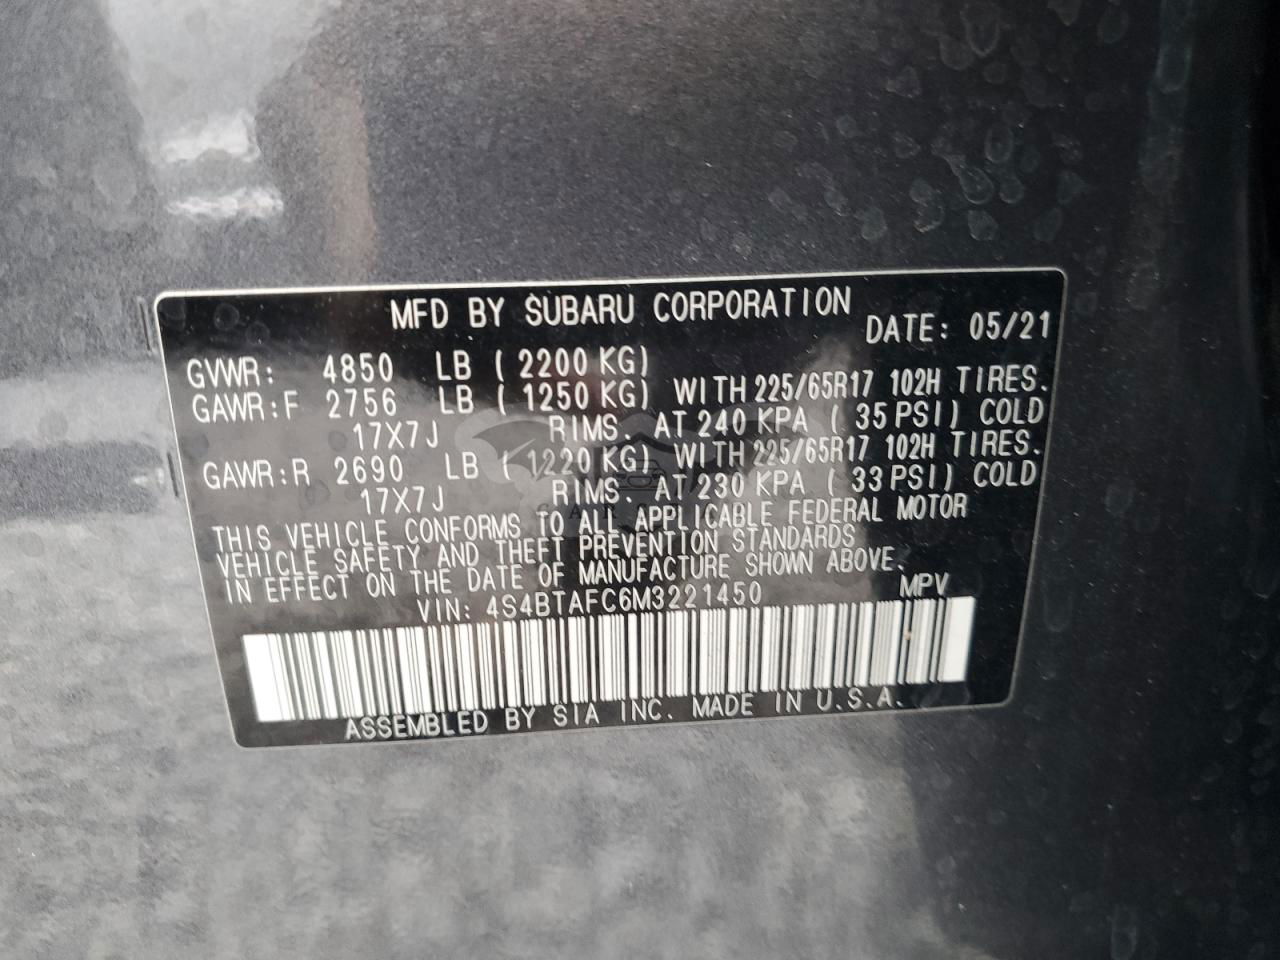 MFD BY SUBARU CORPORATION
DATE: 05/21
GVWR: 4850 LB ( 2200 KG)
GAWR:F 2756 LB ( 1250 KG) WITH 225/65R17 102H TIRES.
17X7J RIMS. AT 240 KPA ( 35 PSI) COLD
GAWR:R 2690 LB ( 1220 KG) WITH 225/65R17 102H TIRES.
17X7J RIMS. AT 230 KPA ( 33 PSI) COLD
THIS VEHICLE CONFORMS TO ALL APPLICABLE FEDERAL MOTOR
VEHICLE SAFETY AND THEFT PREVENTION STANDARDS
IN EFFECT ON THE DATE OF MANUFACTURE SHOWN ABOVE.
VIN: 4S4BTAFC6M3221450 MPV
ASSEMBLED BY SIA INC. MADE IN U.S.A.